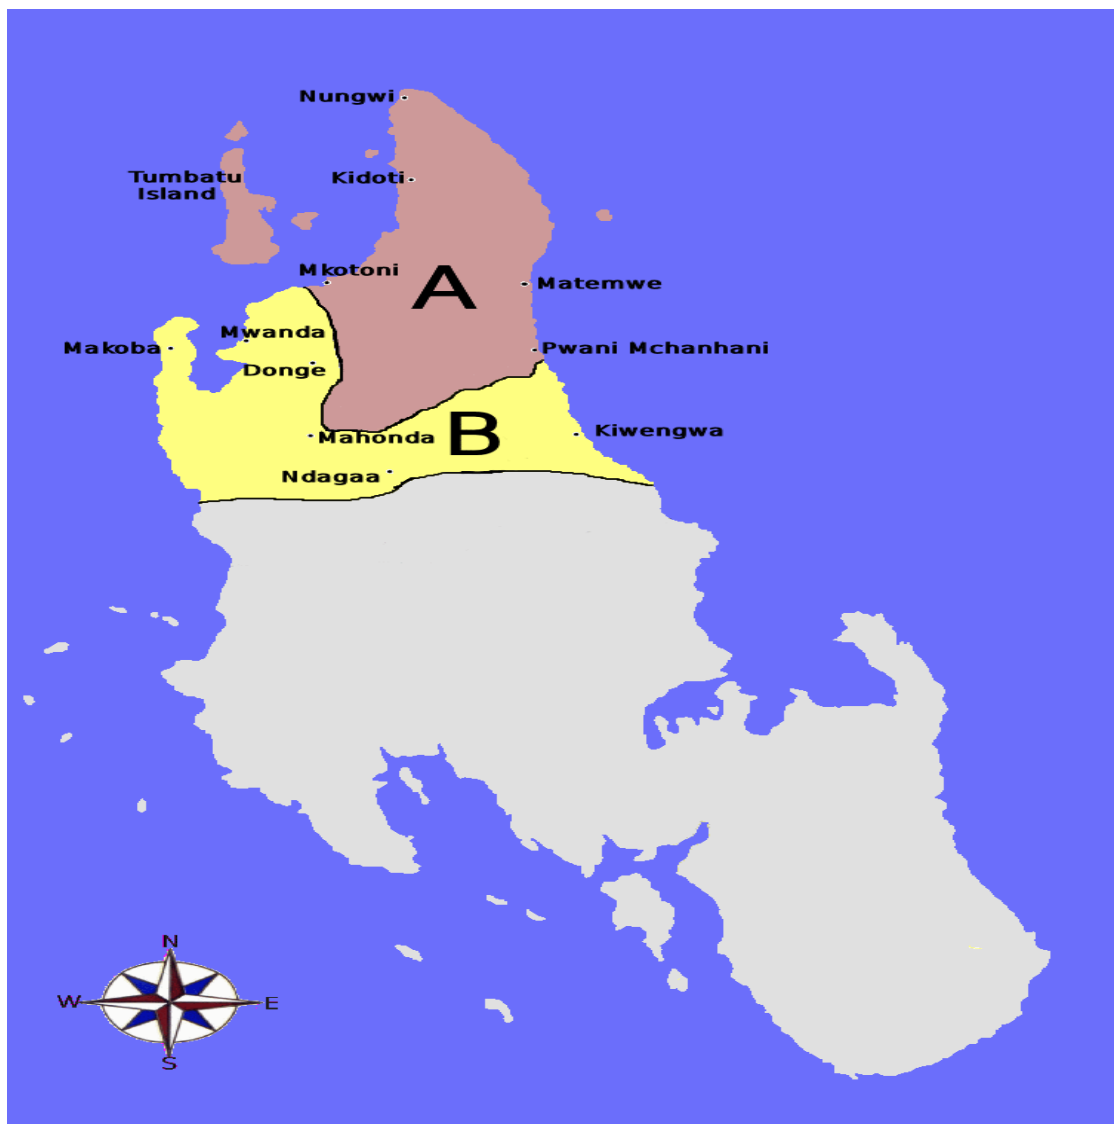 Nungwi
Tumbatu
Island
Kidoti
Mkotoni
A
Matemwe
Mwanda
Makoba
Pwani Mchanhani
Donge
B
Kiwengwa
Mahonda
Ndagaa
N
W
E
S